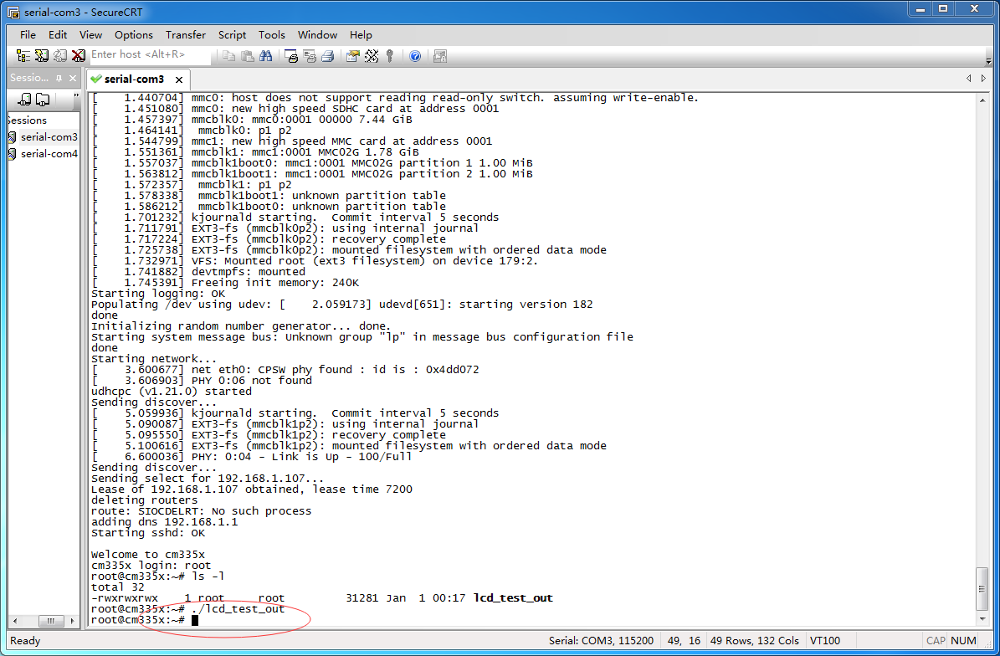 serial-com3 - SecureCRT
File Edit View Options Transfer Script Tools Window Help
Enter host <Alt+R>
Sessio...
serial-com3
[    1.440704] mmc0: host does not support reading read-only switch. assuming write-enable.
[    1.451080] mmc0: new high speed SDHC card at address 0001
[    1.457397] mmcblk0: mmc0:0001 00000 7.44 GiB
[    1.464141]  mmcblk0: p1 p2
[    1.544799] mmc1: new high speed MMC card at address 0001
[    1.551361] mmcblk1: mmc1:0001 MMC02G 1.78 GiB
[    1.557037] mmcblk1boot0: mmc1:0001 MMC02G partition 1 1.00 MiB
[    1.563812] mmcblk1boot1: mmc1:0001 MMC02G partition 2 1.00 MiB
[    1.572357]  mmcblk1: p1 p2
[    1.578338]  mmcblk1boot1: unknown partition table
[    1.586212]  mmcblk1boot0: unknown partition table
[    1.701232] kjournald starting.  Commit interval 5 seconds
[    1.711791] EXT3-fs (mmcblk0p2): using internal journal
[    1.717224] EXT3-fs (mmcblk0p2): recovery complete
[    1.725738] EXT3-fs (mmcblk0p2): mounted filesystem with ordered data mode
[    1.732971] VFS: Mounted root (ext3 filesystem) on device 179:2.
[    1.741882] devtmpfs: mounted
[    1.745391] Freeing init memory: 240K
Starting logging: OK
Populating /dev using udev: [    2.059173] udevd[651]: starting version 182
done
Initializing random number generator... done.
Starting system message bus: Unknown group "lp" in message bus configuration file
done
Starting network...
[    3.600677] net eth0: CPSW phy found : id is : 0x4dd072
[    3.606903] PHY 0:06 not found
udhcpc (v1.21.0) started
Sending discover...
[    5.059936] kjournald starting.  Commit interval 5 seconds
[    5.090087] EXT3-fs (mmcblk1p2): using internal journal
[    5.095550] EXT3-fs (mmcblk1p2): recovery complete
[    5.100616] EXT3-fs (mmcblk1p2): mounted filesystem with ordered data mode
[    6.600036] PHY: 0:04 - Link is Up - 100/Full
Sending discover...
Sending select for 192.168.1.107...
Lease of 192.168.1.107 obtained, lease time 7200
deleting routers
route: SIOCDELRT: No such process
adding dns 192.168.1.1
Starting sshd: OK
Welcome to cm335x
cm335x login: root
root@cm335x:~# ls -l
total 32
-rwxrwxrwx    1 root     root         31281 Jan  1 00:17 lcd_test_out
root@cm335x:~# ./lcd_test_out
root@cm335x:~#
essions
serial-com3
serial-com4
Ready
Serial: COM3, 115200
49, 16
49 Rows, 132 Cols
VT100
CAP NUM